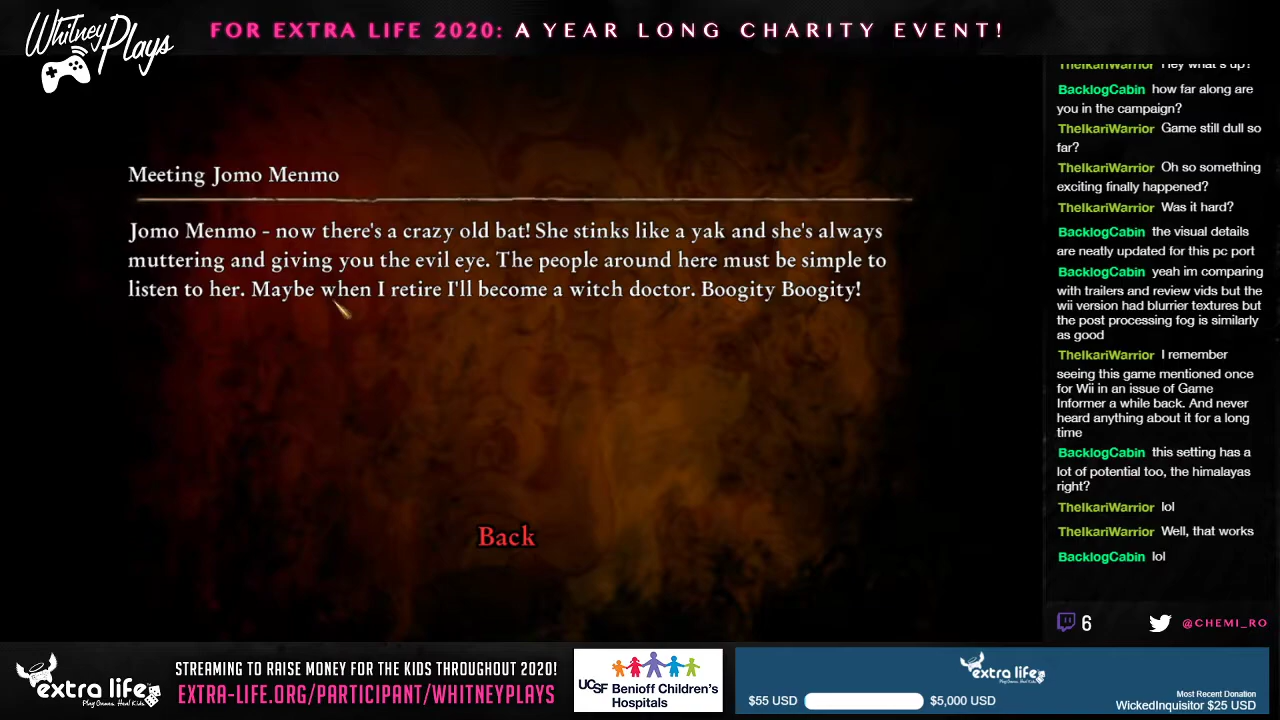 Whitney Plays
FOR EXTRA LIFE 2020: A YEAR LONG CHARITY EVENT!
Meeting Jomo Menmo
Jomo Menmo - now there's a crazy old bat! She stinks like a yak and she's always
muttering and giving you the evil eye. The people around here must be simple to
listen to her. Maybe when I retire I'll become a witch doctor. Boogity Boogity!
Back
TheIkariWarrior Hey what's up?
BacklogCabin how far along are
you in the campaign?
TheIkariWarrior Game still dull so
far?
TheIkariWarrior Oh so something
exciting finally happened?
TheIkariWarrior Was it hard?
BacklogCabin the visual details
are neatly updated for this pc port
BacklogCabin yeah im comparing
with trailers and review vids but the
wii version had blurrier textures but
the post processing fog is similarly
as good
TheIkariWarrior I remember
seeing this game mentioned once
for Wii in an issue of Game
Informer a while back. And never
heard anything about it for a long
time
BacklogCabin this setting has a
lot of potential too, the himalayas
right?
TheIkariWarrior lol
TheIkariWarrior Well, that works
BacklogCabin lol
6
@CHEMI_RO
extra life
Play Games. Heal Kids.
STREAMING TO RAISE MONEY FOR THE KIDS THROUGHOUT 2020!
EXTRA-LIFE.ORG/PARTICIPANT/WHITNEYPLAYS
UCSF Benioff Children's
Hospitals
extra life
Play Games. Heal Kids.
$55 USD
$5,000 USD
Most Recent Donation
WickedInquisitor $25 USD